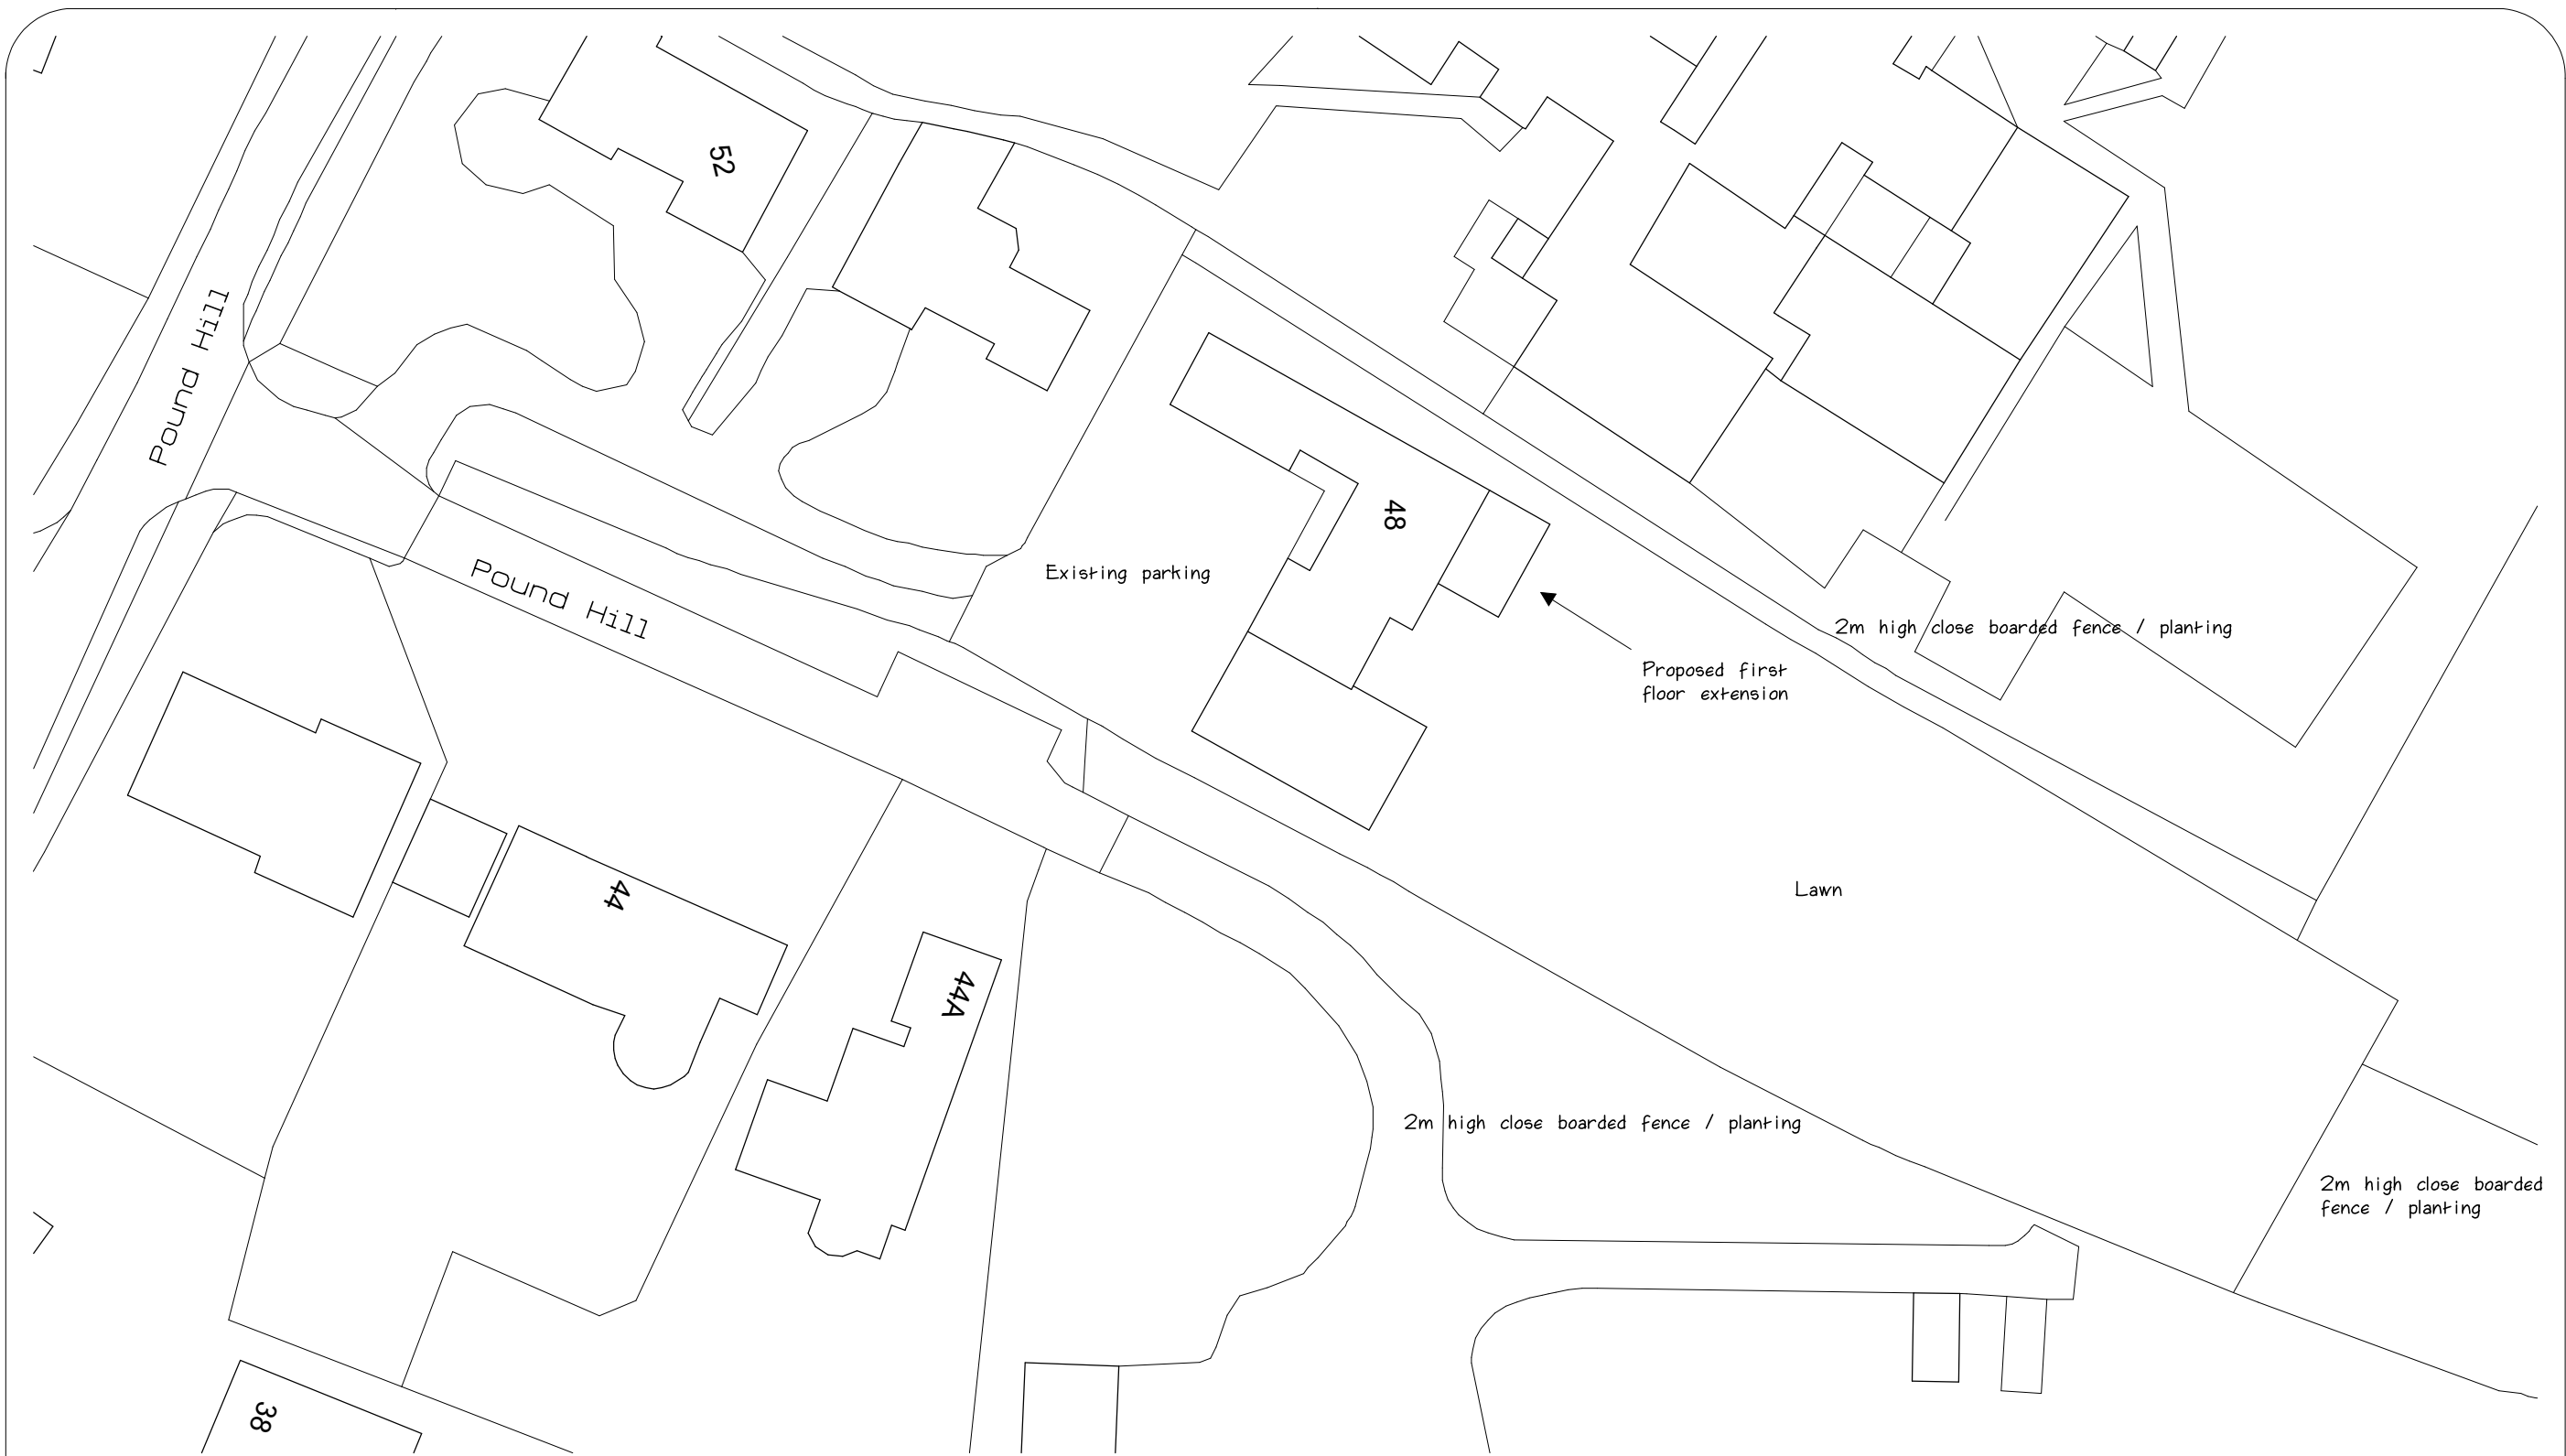 52
Pound Hill
48
Existing parking
Pound Hill
2m high close boarded fence / planting
Proposed first
floor extension
44
Lawn
44A
2m high close boarded fence / planting
2m high close boarded
fence / planting
38